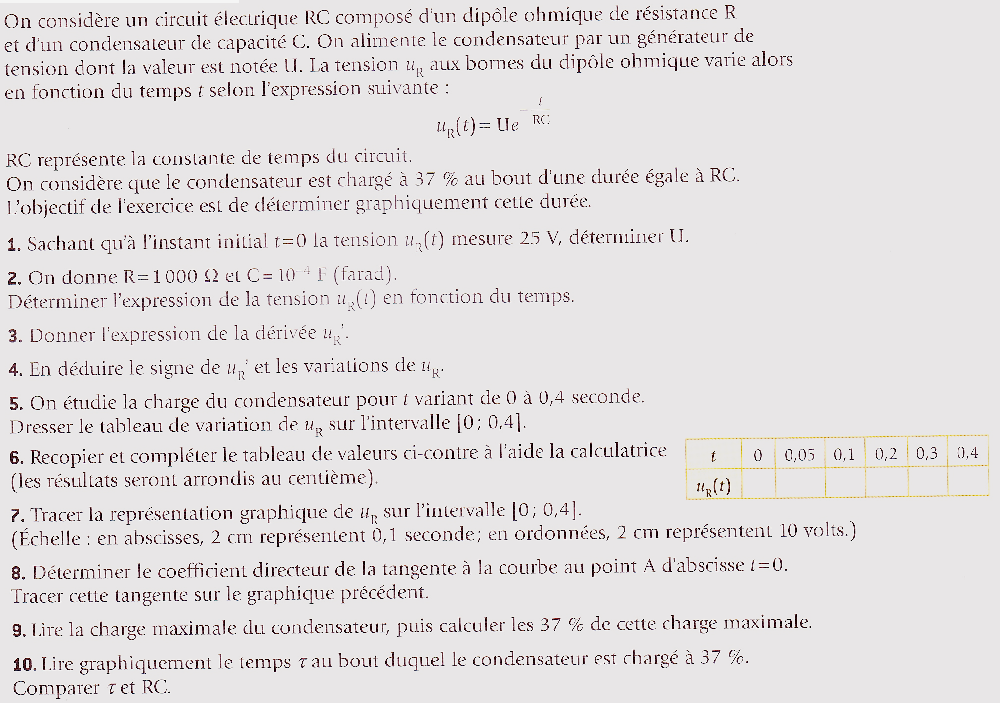 On considère un circuit électrique RC composé d'un dipôle ohmique de résistance R
et d'un condensateur de capacité C. On alimente le condensateur par un générateur de
tension dont la valeur est notée U. La tension u_R aux bornes du dipôle ohmique varie alors
en fonction du temps t selon l'expression suivante :
u_R(t) = Ue^(-t/RC)
RC représente la constante de temps du circuit.
On considère que le condensateur est chargé à 37 % au bout d'une durée égale à RC.
L'objectif de l'exercice est de déterminer graphiquement cette durée.
1. Sachant qu'à l'instant initial t=0 la tension u_R(t) mesure 25 V, déterminer U.
2. On donne R=1 000 Ω et C=10⁻⁴ F (farad).
Déterminer l'expression de la tension u_R(t) en fonction du temps.
3. Donner l'expression de la dérivée u_R'.
4. En déduire le signe de u_R' et les variations de u_R.
5. On étudie la charge du condensateur pour t variant de 0 à 0,4 seconde.
Dresser le tableau de variation de u_R sur l'intervalle [0; 0,4].
6. Recopier et compléter le tableau de valeurs ci-contre à l'aide la calculatrice
(les résultats seront arrondis au centième).
t 0 0,05 0,1 0,2 0,3 0,4
u_R(t)
7. Tracer la représentation graphique de u_R sur l'intervalle [0; 0,4].
(Échelle : en abscisses, 2 cm représentent 0,1 seconde; en ordonnées, 2 cm représentent 10 volts.)
8. Déterminer le coefficient directeur de la tangente à la courbe au point A d'abscisse t=0.
Tracer cette tangente sur le graphique précédent.
9. Lire la charge maximale du condensateur, puis calculer les 37 % de cette charge maximale.
10. Lire graphiquement le temps τ au bout duquel le condensateur est chargé à 37 %.
Comparer τ et RC.